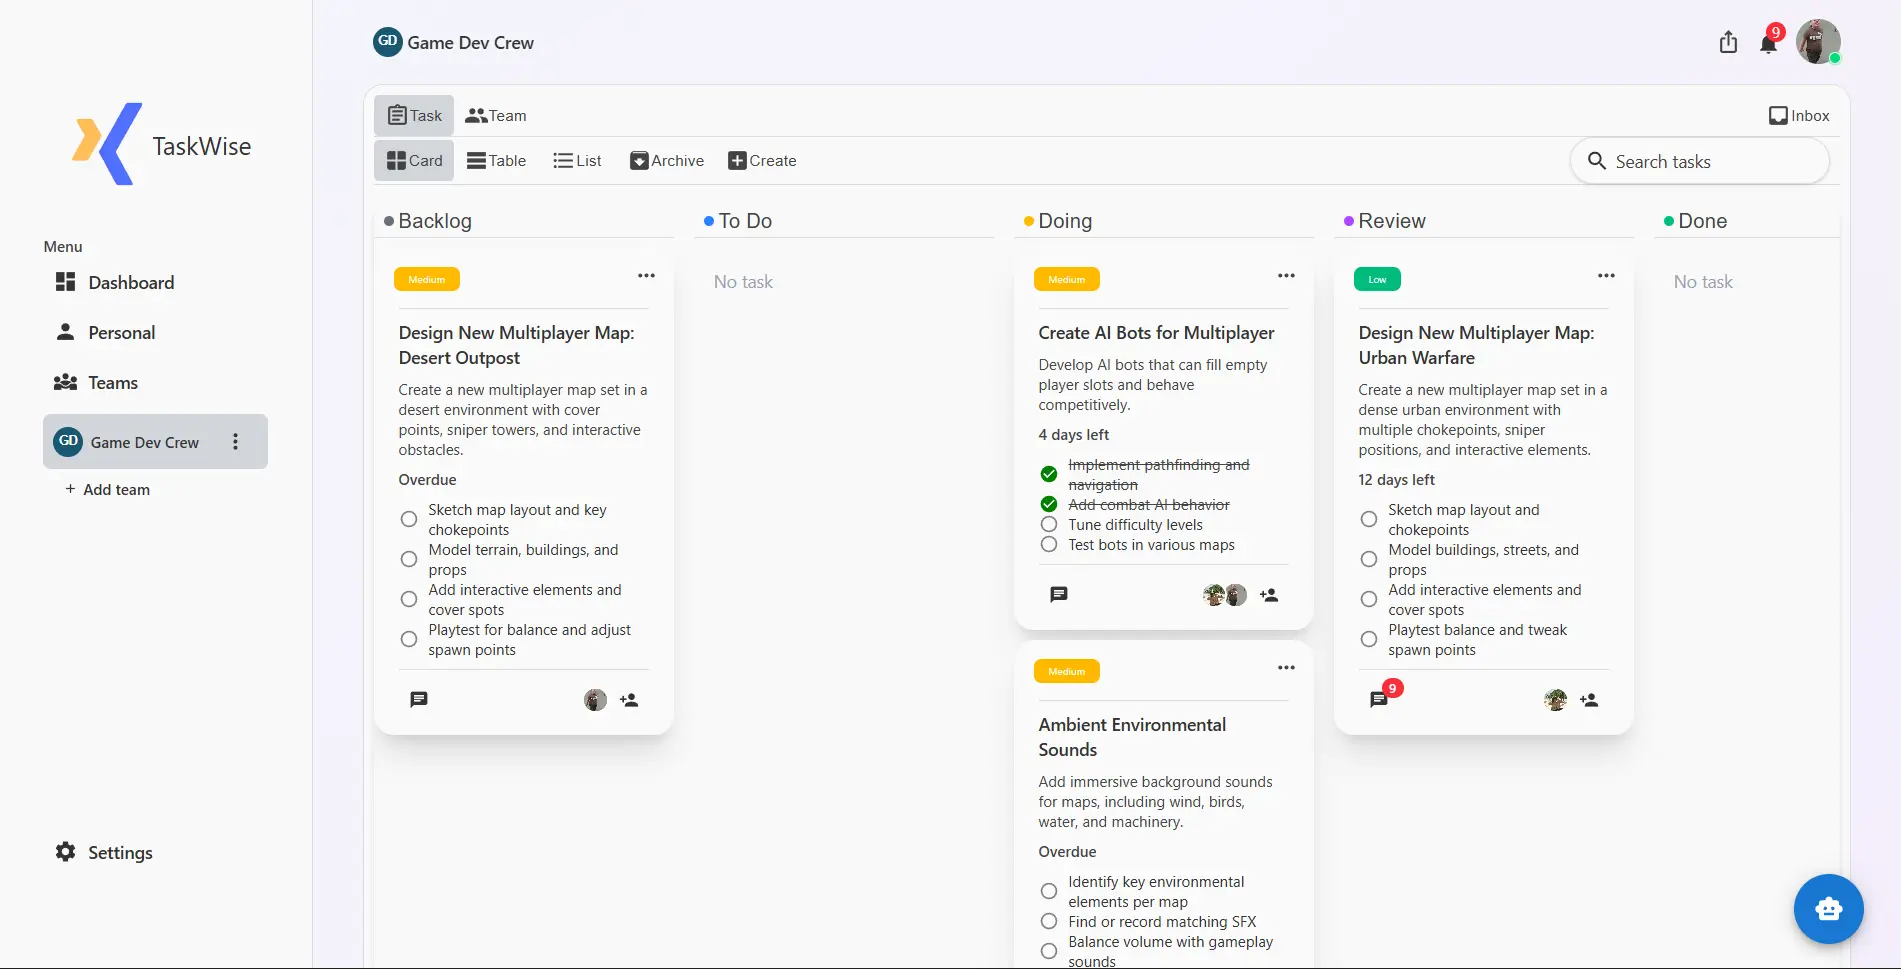 TaskWise
Menu
Dashboard
Personal
Teams
GD Game Dev Crew
+ Add team
Settings
GD Game Dev Crew
9
Task Team
Inbox
Card Table List Archive Create
Search tasks
Backlog
Medium
Design New Multiplayer Map:
Desert Outpost
Create a new multiplayer map set in a
desert environment with cover
points, sniper towers, and interactive
obstacles.
Overdue
Sketch map layout and key
chokepoints
Model terrain, buildings, and
props
Add interactive elements and
cover spots
Playtest for balance and adjust
spawn points
To Do
No task
Doing
Medium
Create AI Bots for Multiplayer
Develop AI bots that can fill empty
player slots and behave
competitively.
4 days left
Implement pathfinding and
navigation
Add combat AI behavior
Tune difficulty levels
Test bots in various maps
Medium
Ambient Environmental
Sounds
Add immersive background sounds
for maps, including wind, birds,
water, and machinery.
Overdue
Identify key environmental
elements per map
Find or record matching SFX
Balance volume with gameplay
sounds
Review
Low
Design New Multiplayer Map:
Urban Warfare
Create a new multiplayer map set in a
dense urban environment with
multiple chokepoints, sniper
positions, and interactive elements.
12 days left
Sketch map layout and
chokepoints
Model buildings, streets, and
props
Add interactive elements and
cover spots
Playtest balance and tweak
spawn points
9
Done
No task